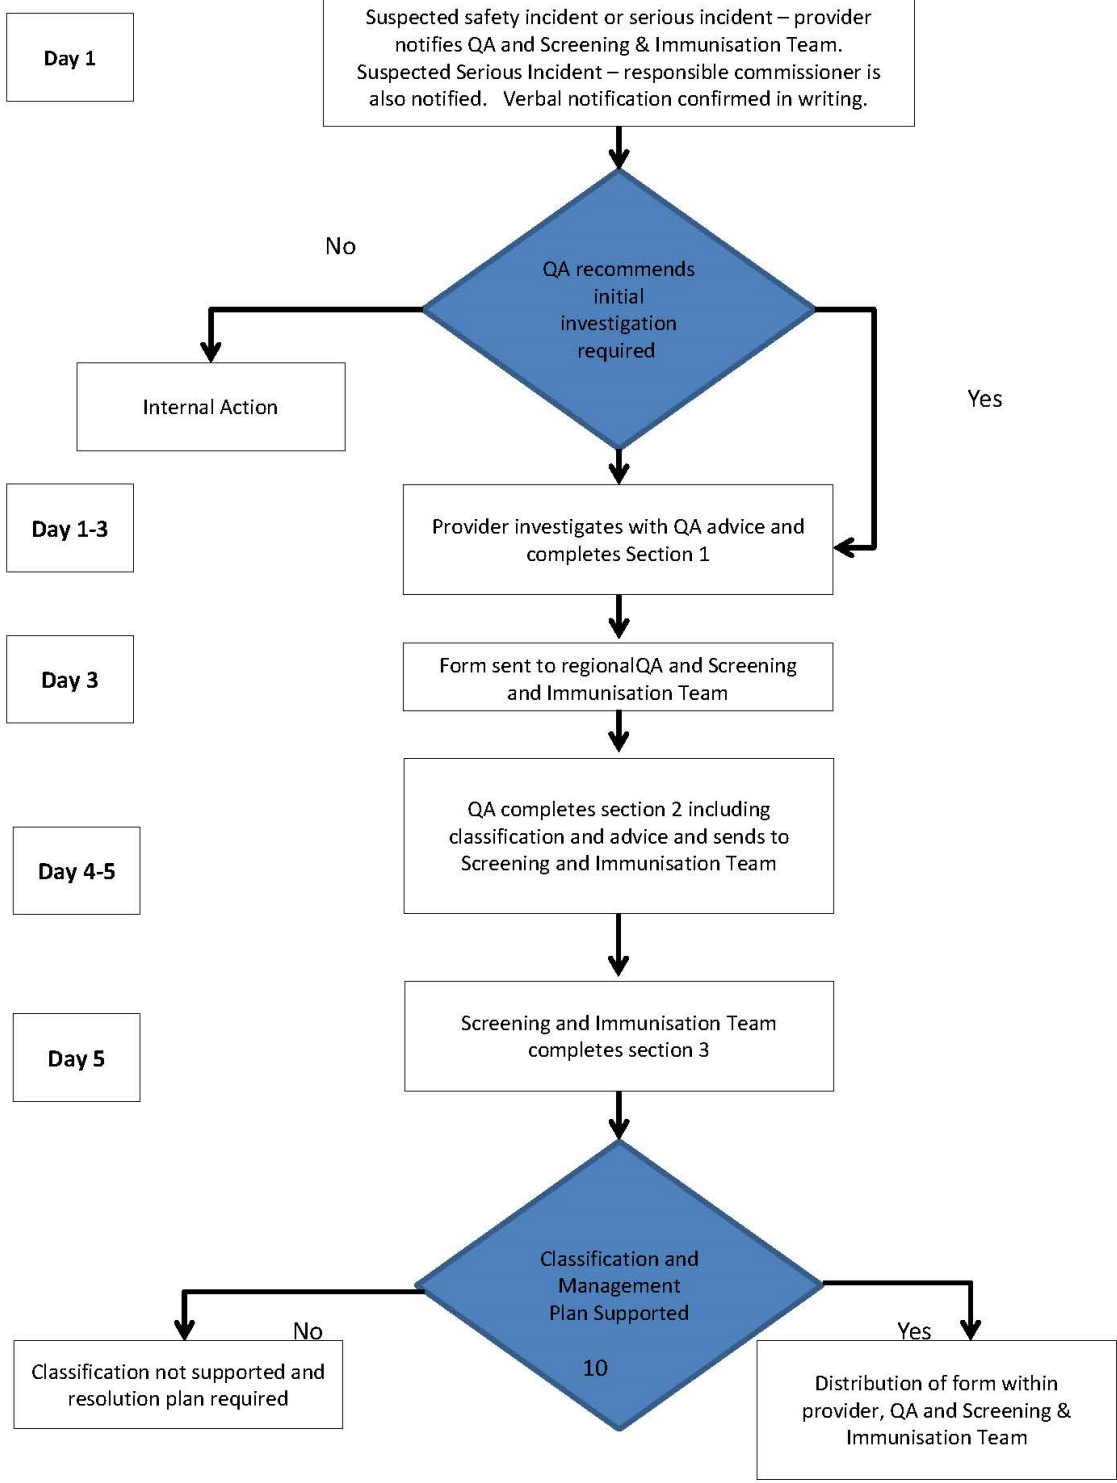 Suspected safety incident or serious incident – provider
notifies QA and Screening & Immunisation Team.
Day 1
Suspected Serious Incident – responsible commissioner is
also notified.   Verbal notification confirmed in writing.
No
QA recommends
initial
investigation
required
Yes
Internal Action
Day 1-3
Provider investigates with QA advice and
completes Section 1
Day 3
Form sent to regionalQA and Screening
and Immunisation Team
QA completes section 2 including
classification and advice and sends to
Screening and Immunisation Team
Day 4-5
Screening and Immunisation Team
completes section 3
Day 5
Classification and
Management
Plan Supported
10
No
Yes
Classification not supported and
resolution plan required
Distribution of form within
provider, QA and Screening &
Immunisation Team